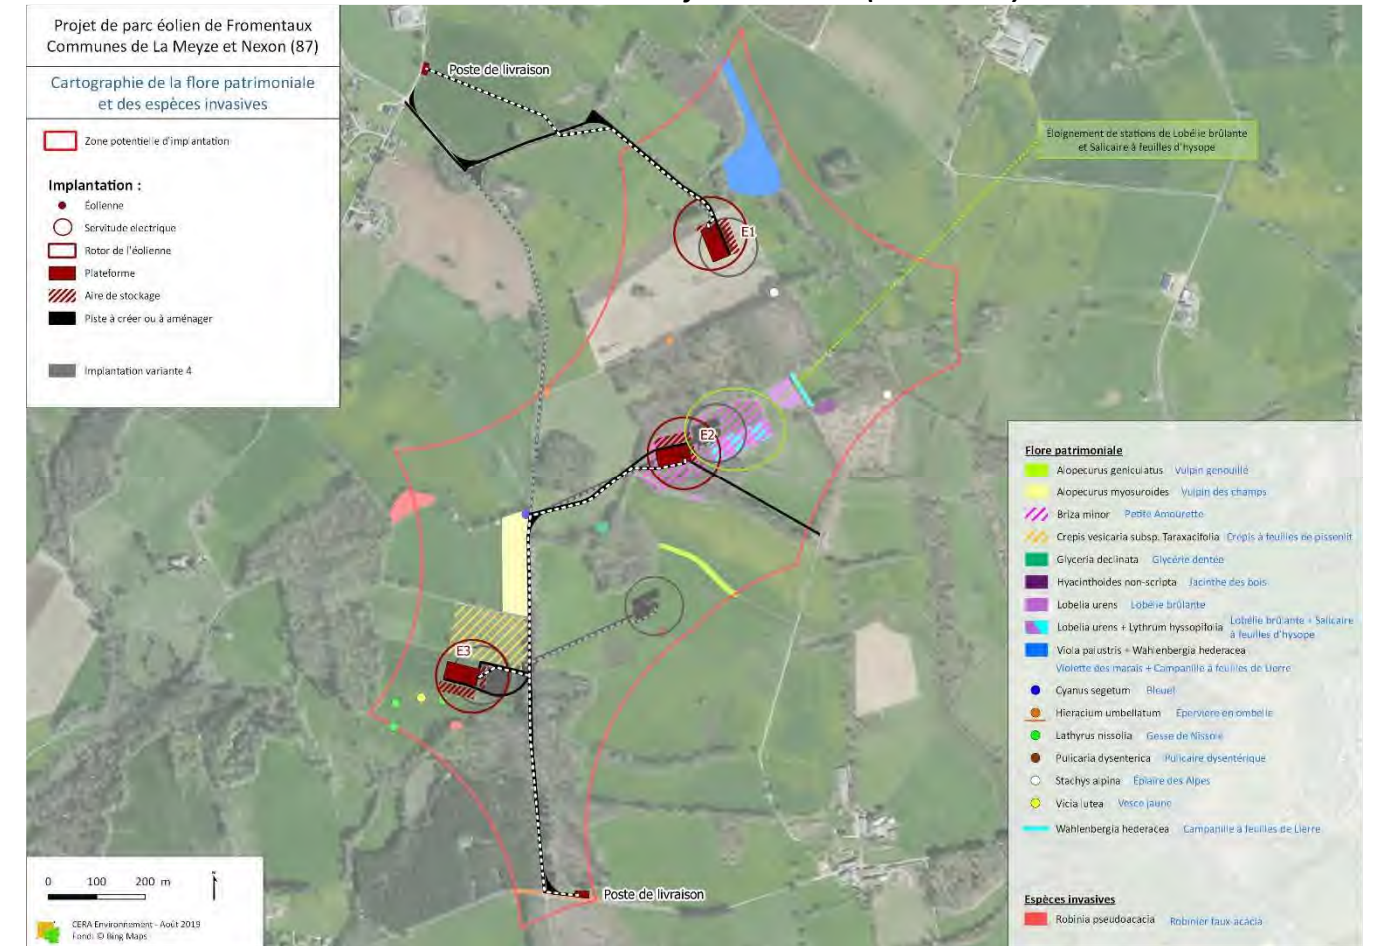 Projet de parc éolien de Fromentaux
Communes de La Meyze et Nexon (87)
Cartographie de la flore patrimoniale
et des espèces invasives
Zone potentielle d'implantation
Implantation :
Éolienne
Servitude electrique
Rotor de l'éolienne
Plateforme
Aire de stockage
Piste à créer ou à aménager
Implantation variante 4
Poste de livraison
Éloignement de stations de Lobélie brûlante
et Salicaire à feuilles d'hysope
E1
E2
E3
Poste de livraison
Flore patrimoniale
Alopecurus geniculatus Vulpin genouillé
Alopecurus myosuroides Vulpin des champs
Briza minor Petite Amourette
Crepis vesicaria subsp. Taraxacifolia Crépis à feuilles de pissenlit
Glyceria declinata Glycérie dentée
Hyacinthoides non-scripta Jacinthe des bois
Lobelia urens Lobélie brûlante
Lobelia urens + Lythrum hyssopifolia Lobélie brûlante + Salicaire
à feuilles d'hysope
Viola palustris + Wahlenbergia hederacea
Violette des marais + Campanille à feuilles de Lierre
Cyanus segetum Bleuet
Hieracium umbellatum Épervière en ombelle
Lathyrus nissolia Gesse de Nissole
Pulicaria dysenterica Pulicaire dysentérique
Stachys alpina Épiaire des Alpes
Vicia lutea Vesce jaune
Wahlenbergia hederacea Campanille à feuilles de Lierre
Espèces invasives
Robinia pseudoacacia Robinier faux-acacia
0 100 200 m
CERA Environnement - Août 2019
Fond: © Bing Maps